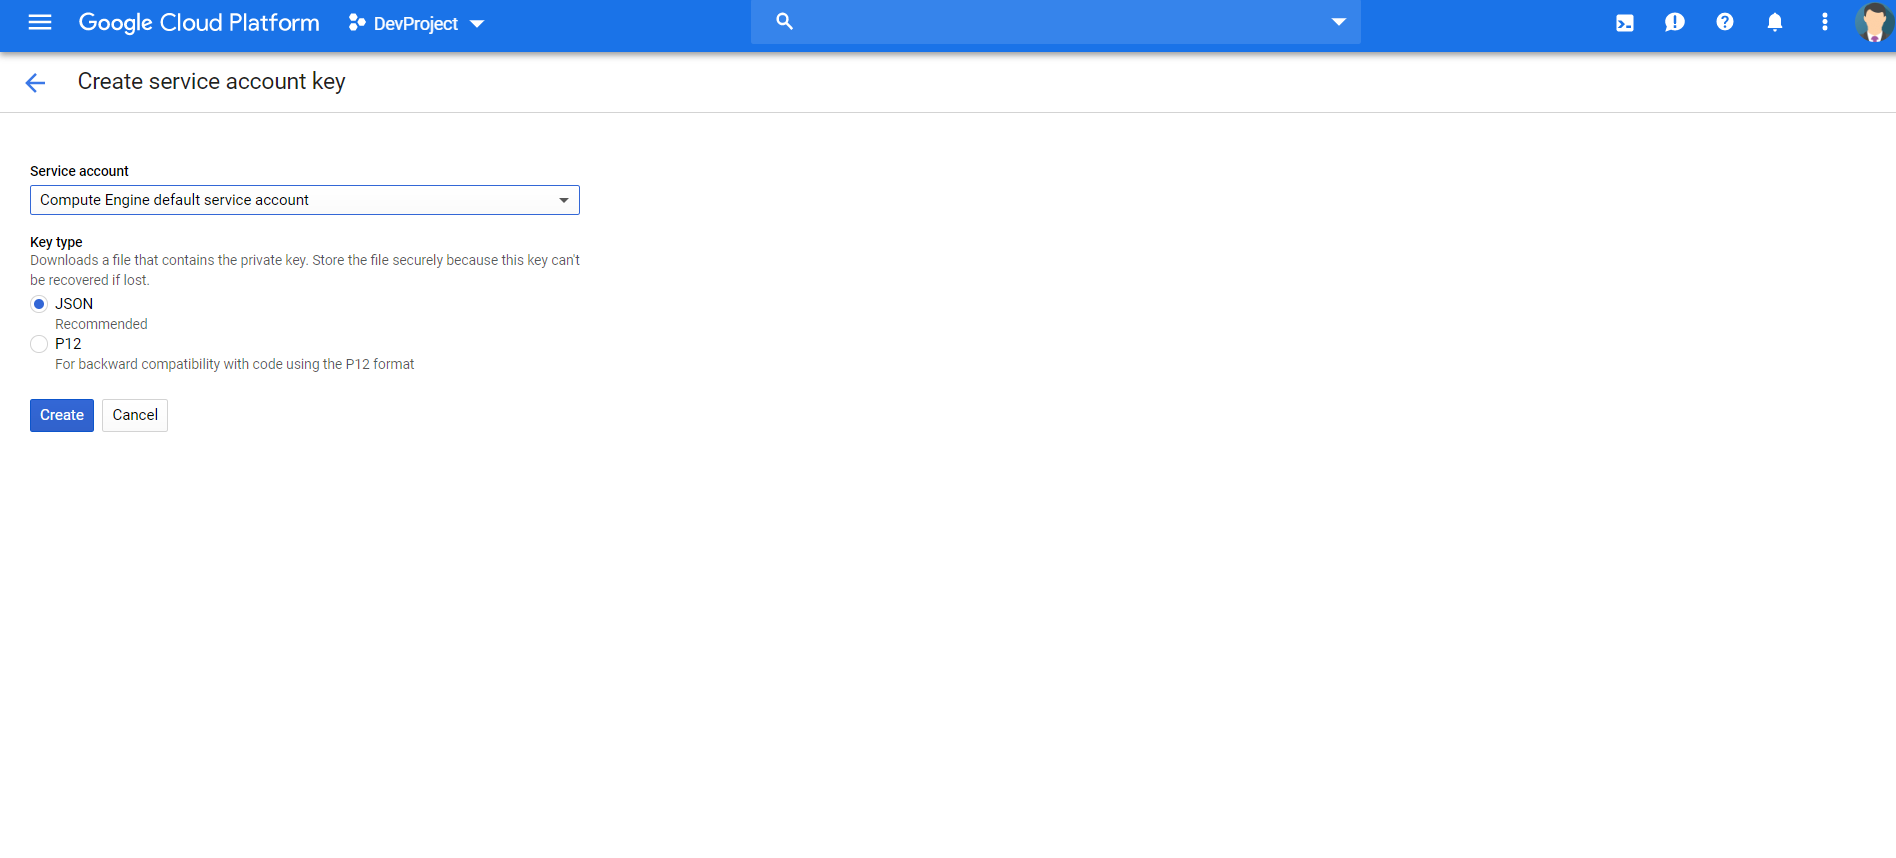 Google Cloud Platform
DevProject
Create service account key
Service account
Compute Engine default service account
Key type
Downloads a file that contains the private key. Store the file securely because this key can't
be recovered if lost.
JSON
Recommended
P12
For backward compatibility with code using the P12 format
Create Cancel